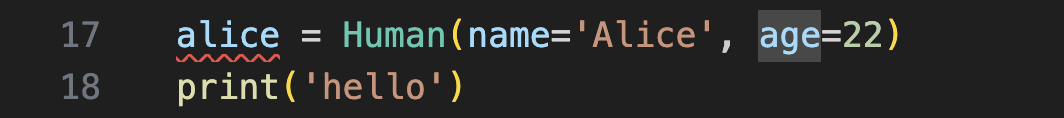 17 alice = Human(name='Alice', age=22)
18 print('hello')